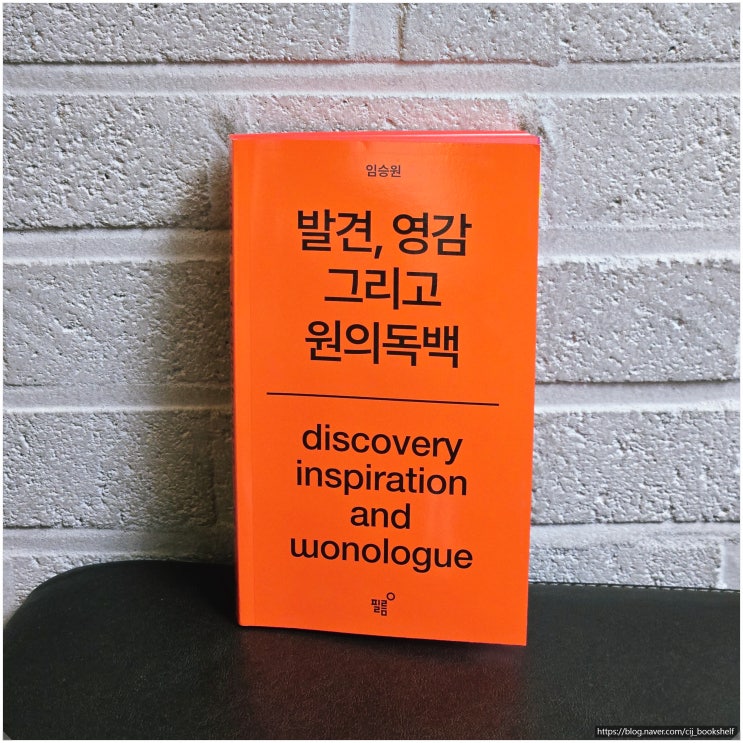 임승원
발견, 영감
그리고
원의독백
discovery
inspiration
and
wonologue
필름
https://blog.naver.com/cij_bookshelf